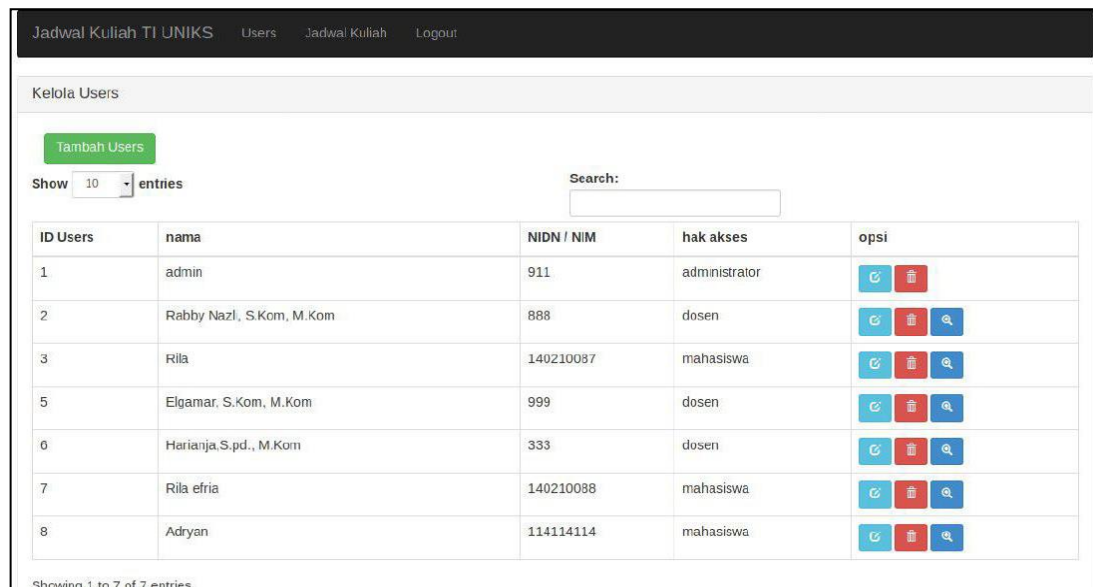 Jadwal Kuliah TI UNIKS Users Jadwal Kuliah Logout
Kelola Users
Tambah Users
Show 10 entries Search:
ID Users nama NIDN / NIM hak akses opsi
1 admin 911 administrator
2 Rabby Nazli, S.Kom, M.Kom 888 dosen
3 Rila 140210087 mahasiswa
5 Elgamar, S.Kom, M.Kom 999 dosen
6 Harianja,S.pd., M.Kom 333 dosen
7 Rila efria 140210088 mahasiswa
8 Adryan 114114114 mahasiswa
Showing 1 to 7 of 7 entries